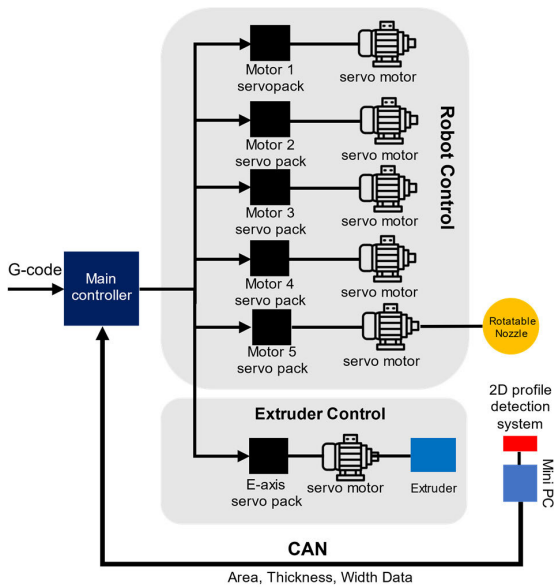 Motor 1
servopack
servo motor
Motor 2
servo pack
servo motor
Motor 3
servo pack
servo motor
Motor 4
servo pack
servo motor
Motor 5
servo pack
servo motor
Robot Control
G-code
Main
controller
Rotatable
Nozzle
2D profile
detection
system
Mini PC
Extruder Control
E-axis
servo pack
servo motor
Extruder
CAN
Area, Thickness, Width Data